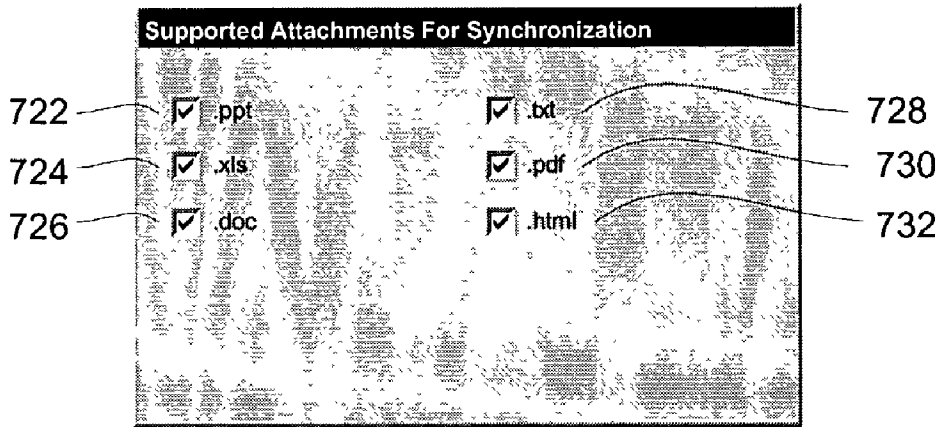 Supported Attachments For Synchronization
722 .ppt .txt 728
724 .xls .pdf 730
726 .doc .html 732